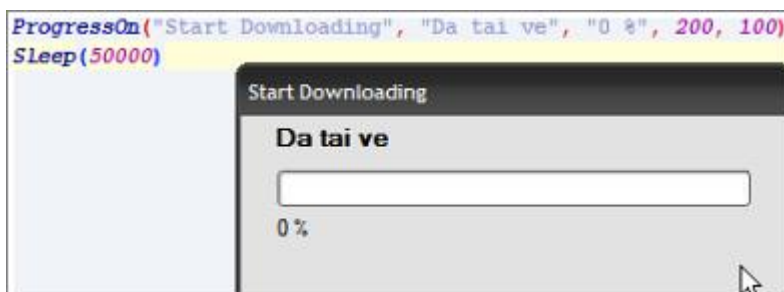 ProgressOn("Start Downloading", "Da tai ve", "0 %", 200, 100)
Sleep(50000)
Start Downloading
Da tai ve
0 %